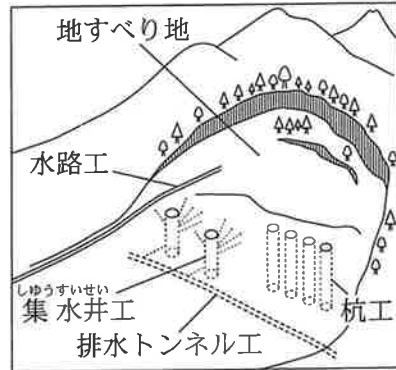 地すべり地
水路工
しゆうすいせい
集水井工
杭工
排水トンネル工